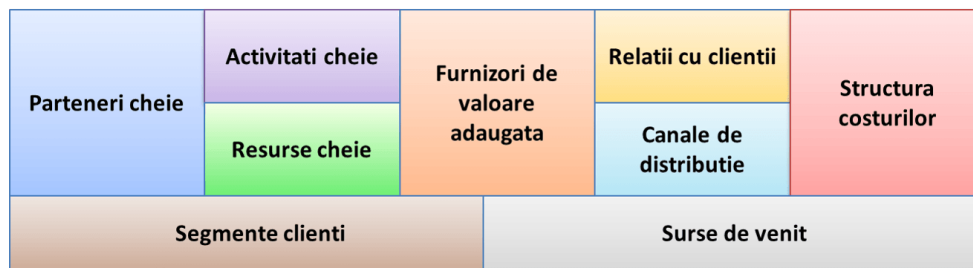 Parteneri cheie
Activitati cheie
Resurse cheie
Furnizori de
valoare
adaugata
Relatii cu clientii
Canale de
distributie
Structura
costurilor
Segmente clienti
Surse de venit